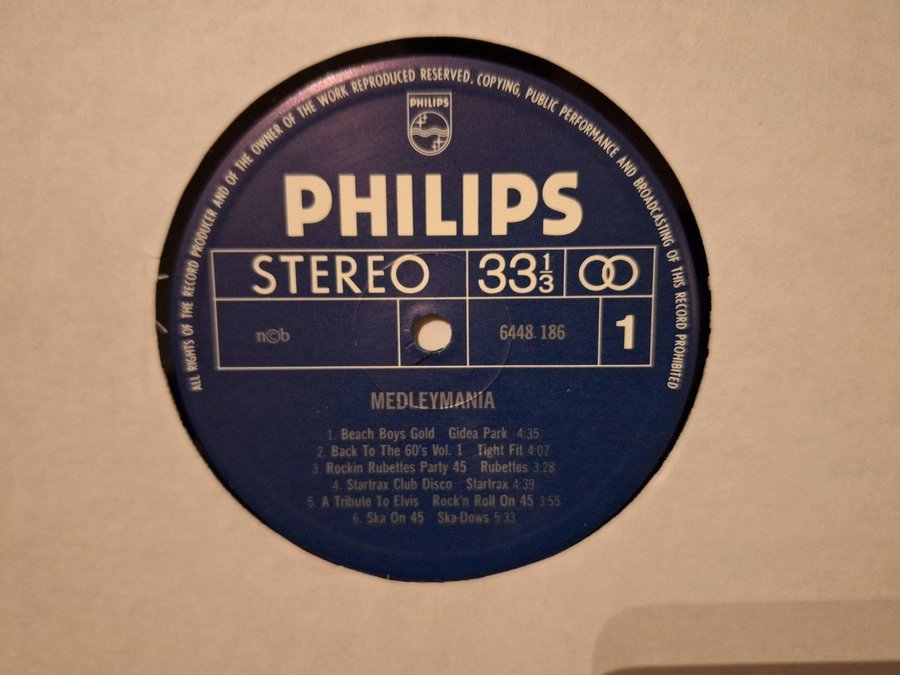 ALL RIGHTS OF THE RECORD PRODUCER AND OF THE OWNER OF THE WORK REPRODUCED RESERVED. COPYING, PUBLIC PERFORMANCE AND BROADCASTING OF THIS RECORD PROHIBITED
PHILIPS
PHILIPS
STEREO 33 1/3
n©b 6448 186 1
MEDLEYMANIA
1. Beach Boys Gold Gidea Park 4:35
2. Back To The 60's Vol. 1 Tight Fit 4:07
3. Rockin Rubettes Party 45 Rubettes 3:28
4. Startrax Club Disco Startrax 4:39
5. A Tribute To Elvis Rock'n Roll On 45 3:55
6. Ska On 45 Ska-Dows 5:33